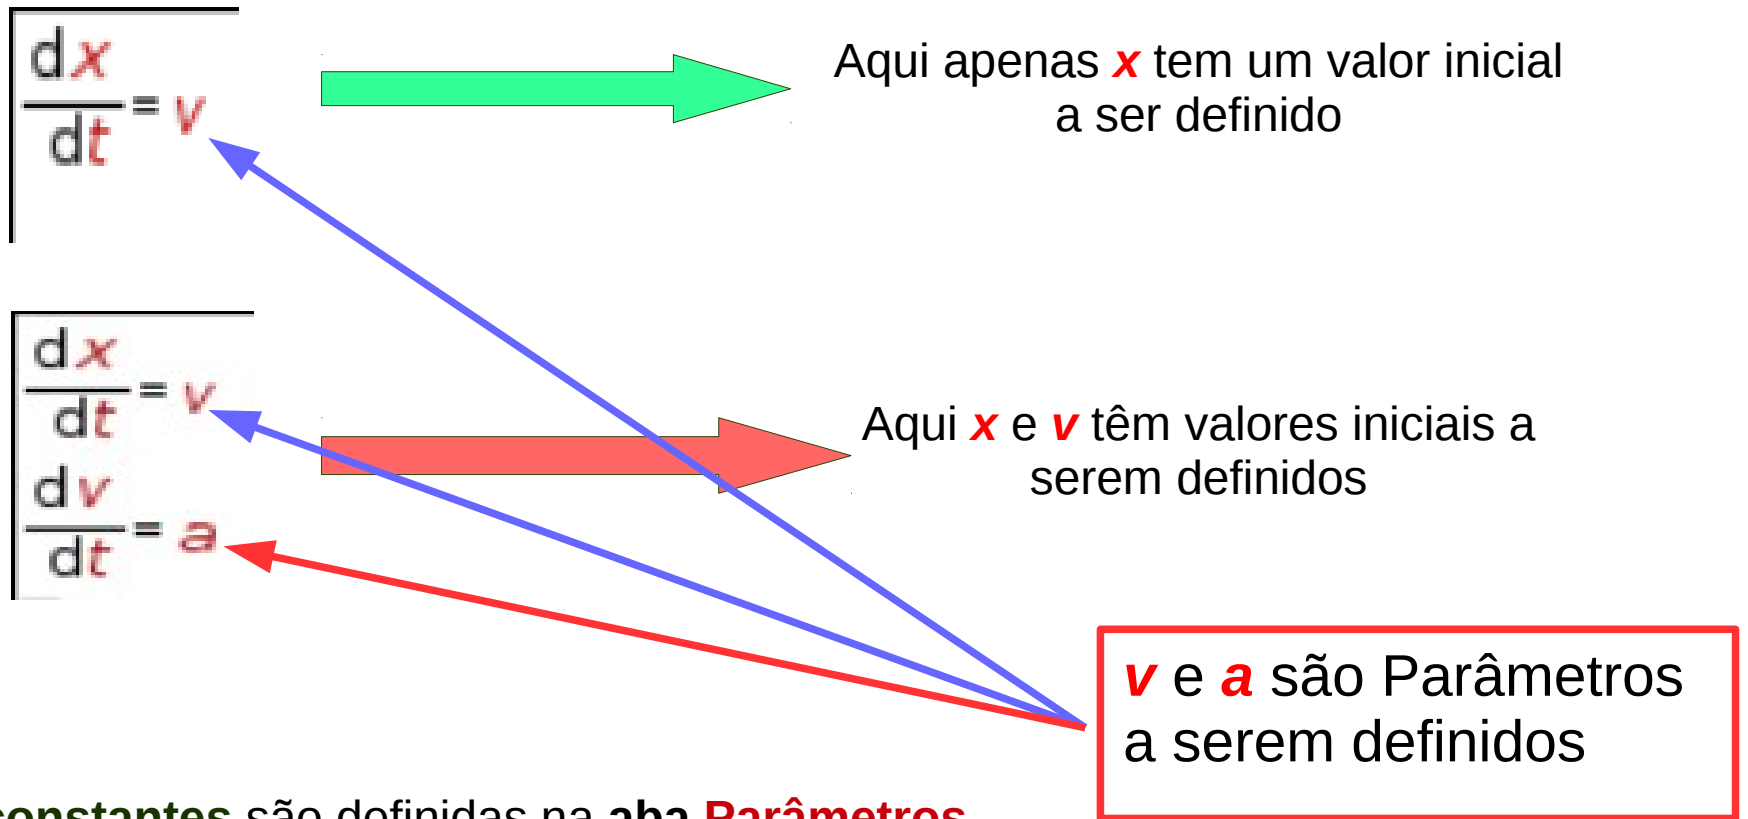 dx
dt
= v
Aqui apenas x tem um valor inicial
a ser definido
dx
dt
= v
dv
dt
= a
Aqui x e v têm valores iniciais a
serem definidos
v e a são Parâmetros
a serem definidos
constantes são definidas na aba Parâmetros